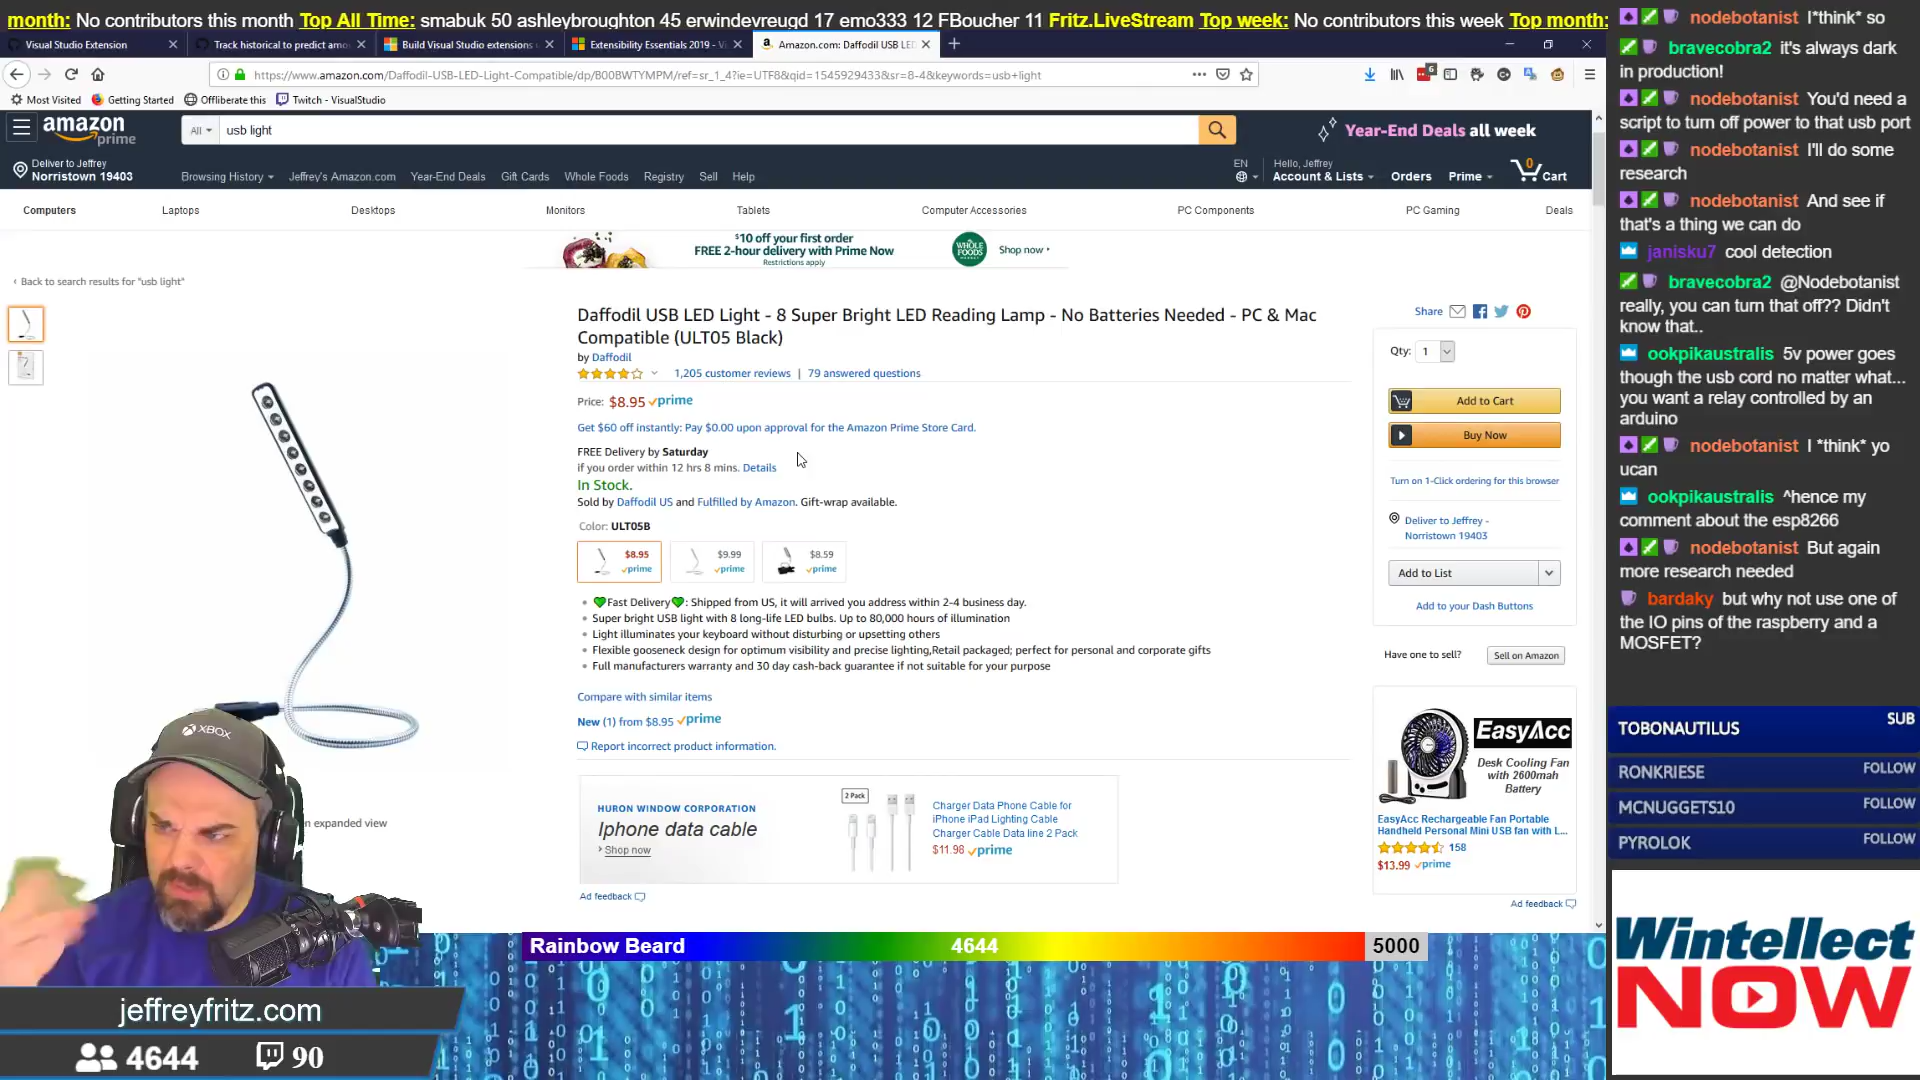 month: No contributors this month Top All Time: smabuk 50 ashleybroughton 45 erwindevreugd 17 emo333 12 FBoucher 11 Fritz.LiveStream Top week: No contributors this week Top month:
Visual Studio Extension
Track historical to predict amo
Build Visual Studio extensions
Extensibility Essentials 2019 - Vi
Amazon.com: Daffodil USB LED
https://www.amazon.com/Daffodil-USB-LED-Light-Compatible/dp/B00BWTYMPM/ref=sr_1_4?ie=UTF8&qid=1545929433&sr=8-4&keywords=usb+light
6
Most Visited
Getting Started
Offliberate this
Twitch - VisualStudio
amazon
prime
All
usb light
Year-End Deals all week
Deliver to Jeffrey
Norristown 19403
Browsing History
Jeffrey's Amazon.com
Year-End Deals
Gift Cards
Whole Foods
Registry
Sell
Help
EN
Hello, Jeffrey
Account & Lists
Orders
Prime
0
Cart
Computers
Laptops
Desktops
Monitors
Tablets
Computer Accessories
PC Components
PC Gaming
Deals
$10 off your first order
FREE 2-hour delivery with Prime Now
Restrictions apply
WHOLE
FOODS
Shop now
‹ Back to search results for "usb light"
Daffodil USB LED Light - 8 Super Bright LED Reading Lamp - No Batteries Needed - PC & Mac
Compatible (ULT05 Black)
by Daffodil
1,205 customer reviews | 79 answered questions
Price: $8.95 prime
Get $60 off instantly: Pay $0.00 upon approval for the Amazon Prime Store Card.
FREE Delivery by Saturday
if you order within 12 hrs 8 mins. Details
In Stock.
Sold by Daffodil US and Fulfilled by Amazon. Gift-wrap available.
Color: ULT05B
$8.95
prime
$9.99
prime
$8.59
prime
Fast Delivery: Shipped from US, it will arrived you address within 2-4 business day.
Super bright USB light with 8 long-life LED bulbs. Up to 80,000 hours of illumination
Light illuminates your keyboard without disturbing or upsetting others
Flexible gooseneck design for optimum visibility and precise lighting,Retail packaged; perfect for personal and corporate gifts
Full manufacturers warranty and 30 day cash-back guarantee if not suitable for your purpose
Compare with similar items
New (1) from $8.95 prime
Report incorrect product information.
n expanded view
XBOX
HURON WINDOW CORPORATION
Iphone data cable
› Shop now
2 Pack
Charger Data Phone Cable for
iPhone iPad Lighting Cable
Charger Cable Data line 2 Pack
$11.98 prime
Ad feedback
Share
Qty: 1
Add to Cart
Buy Now
Turn on 1-Click ordering for this browser
Deliver to Jeffrey -
Norristown 19403
Add to List
Add to your Dash Buttons
Have one to sell?
Sell on Amazon
EasyAcc
Desk Cooling Fan
with 2600mah
Battery
EasyAcc Rechargeable Fan Portable
Handheld Personal Mini USB fan with L...
158
$13.99 prime
Ad feedback
nodebotanist I*think* so
bravecobra2 it's always dark
in production!
nodebotanist You'd need a
script to turn off power to that usb port
nodebotanist I'll do some
research
nodebotanist And see if
that's a thing we can do
janisku7 cool detection
bravecobra2 @Nodebotanist
really, you can turn that off?? Didn't
know that..
ookpikaustralis 5v power goes
though the usb cord no matter what...
you want a relay controlled by an
arduino
nodebotanist I *think* yo
ucan
ookpikaustralis ^hence my
comment about the esp8266
nodebotanist But again
more research needed
bardaky but why not use one of
the IO pins of the raspberry and a
MOSFET?
TOBONAUTILUS SUB
RONKRIESE FOLLOW
MCNUGGETS10 FOLLOW
PYROLOK FOLLOW
Wintellect
NOW
Rainbow Beard 4644 5000
jeffreyfritz.com
4644 90